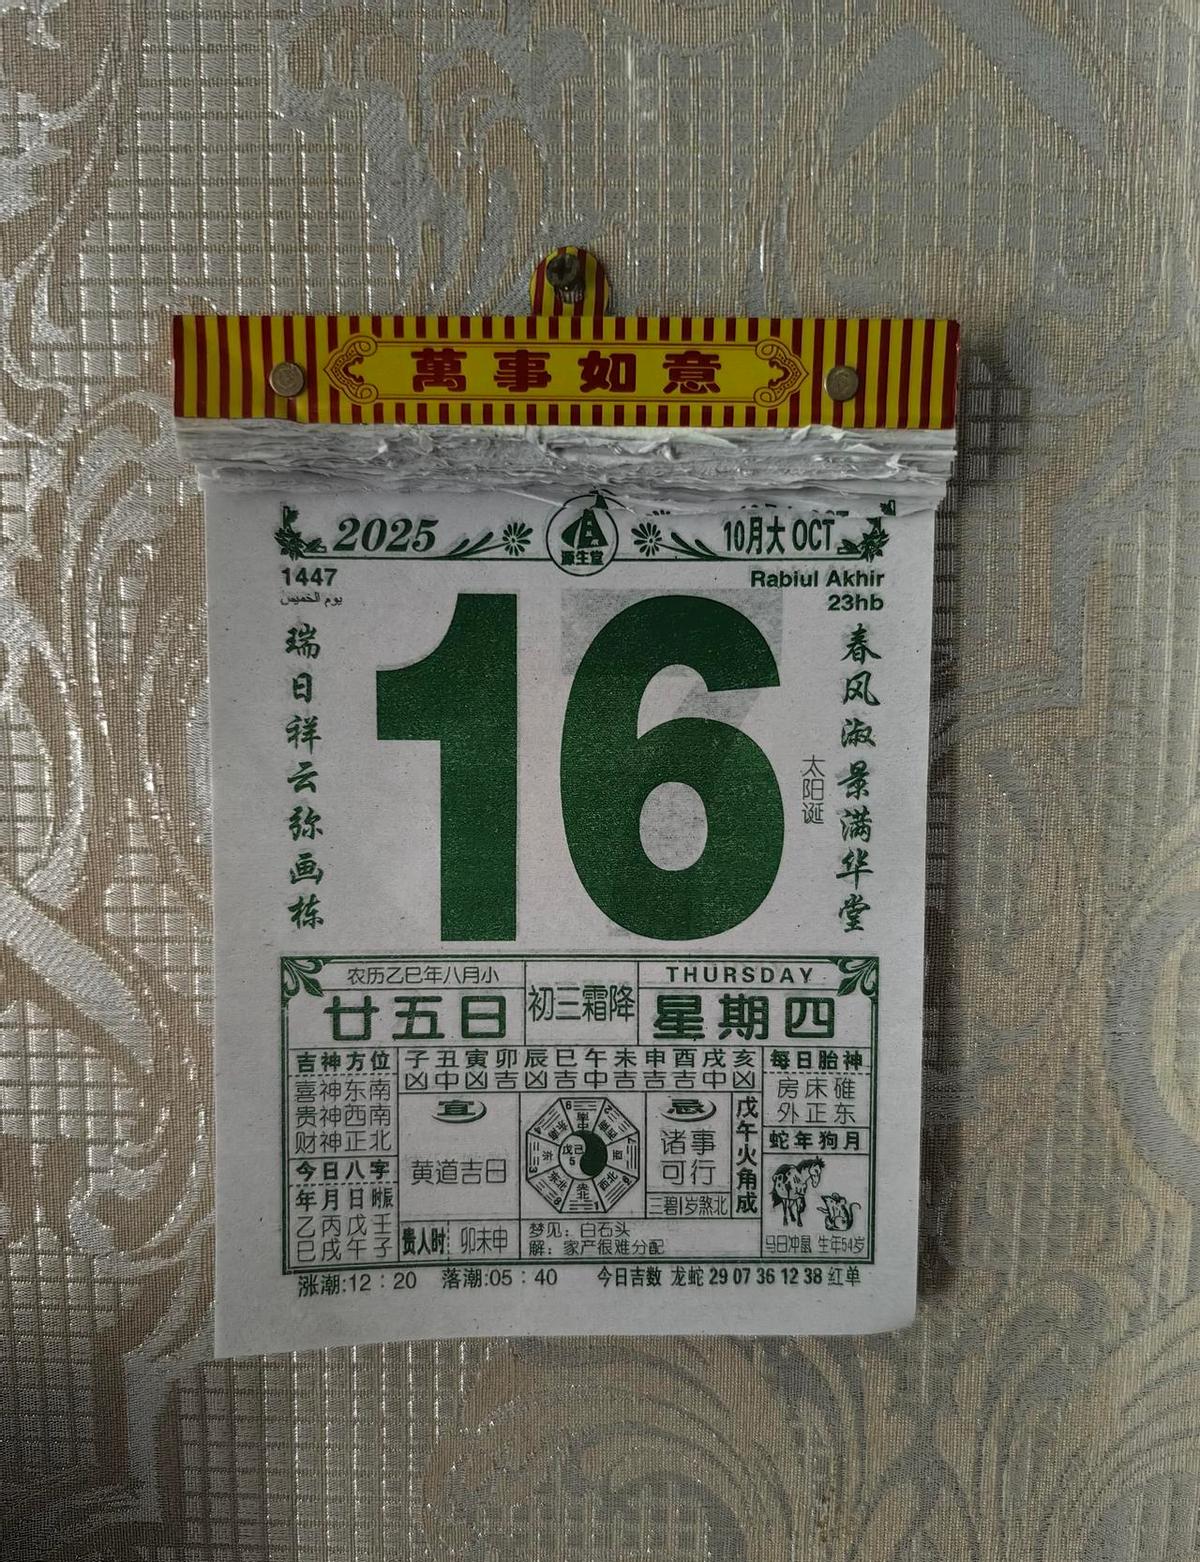 萬事如意
2025
源生堂
10月大 OCT
1447
يوم الخميس
Rabiul Akhir
23hb
瑞日祥云弥画栋
16
太阳诞
春风淑景满华堂
农历乙巳年八月小
廿五日
初三霜降
THURSDAY
星期四
吉神方位
喜神东南
贵神西南
财神正北
今日八字
年月日时
乙丙戊壬
巳戌午子
子丑寅卯辰巳午未申酉戌亥
凶中凶吉凶吉中吉吉吉中凶
宜
黄道吉日
贵人时: 卯未申
戊己
5
梦见: 白石头
解: 家产很难分配
忌
诸事
可行
三碧1岁煞北
戊午火角成
每日胎神
房床碓
外正东
蛇年狗月
马日冲鼠 生年54岁
涨潮:12:20 落潮:05:40 今日吉数 龙蛇 29 07 36 12 38 红单